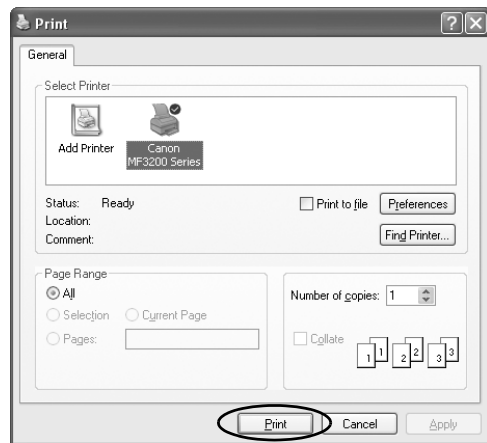 Print
General
Select Printer
Add Printer
Canon
MF3200 Series
Status: Ready
Location:
Comment:
Print to file
Preferences
Find Printer...
Page Range
All
Selection
Current Page
Pages:
Number of copies: 1
Collate
1 1 2 2 3 3
Print
Cancel
Apply